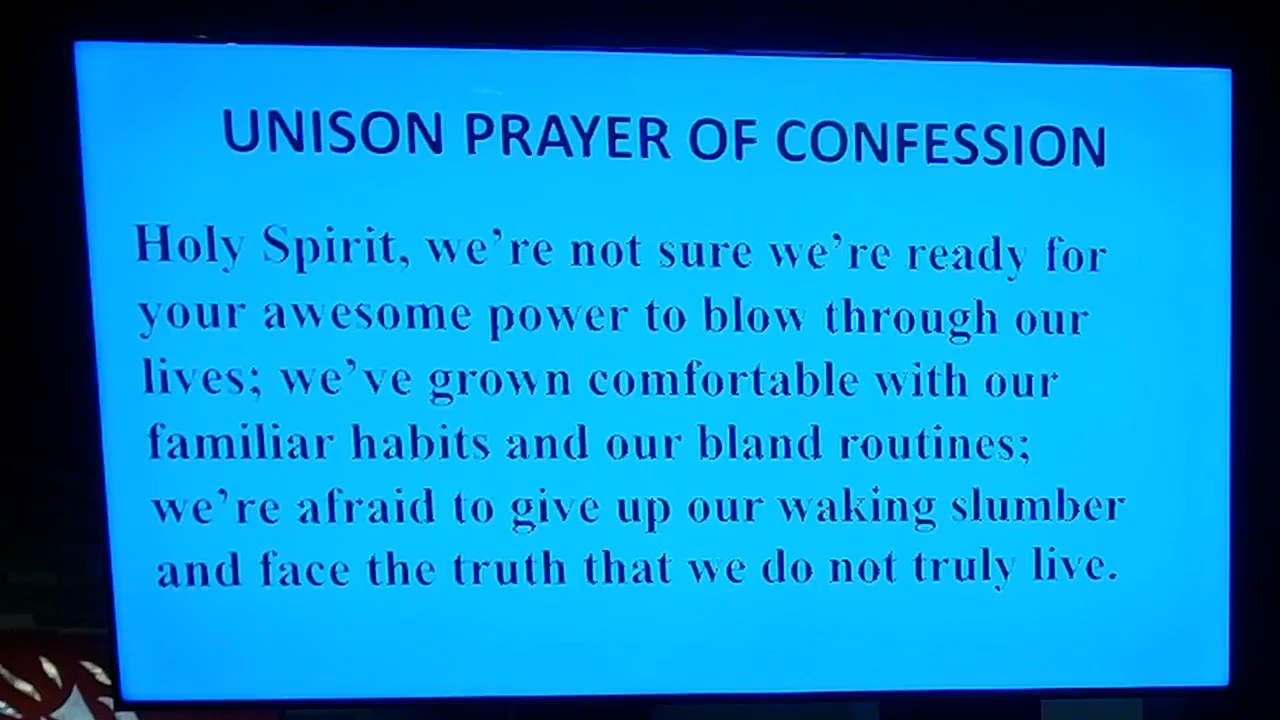 UNISON PRAYER OF CONFESSION
Holy Spirit, we’re not sure we’re ready for
your awesome power to blow through our
lives; we’ve grown comfortable with our
familiar habits and our bland routines;
we’re afraid to give up our waking slumber
and face the truth that we do not truly live.